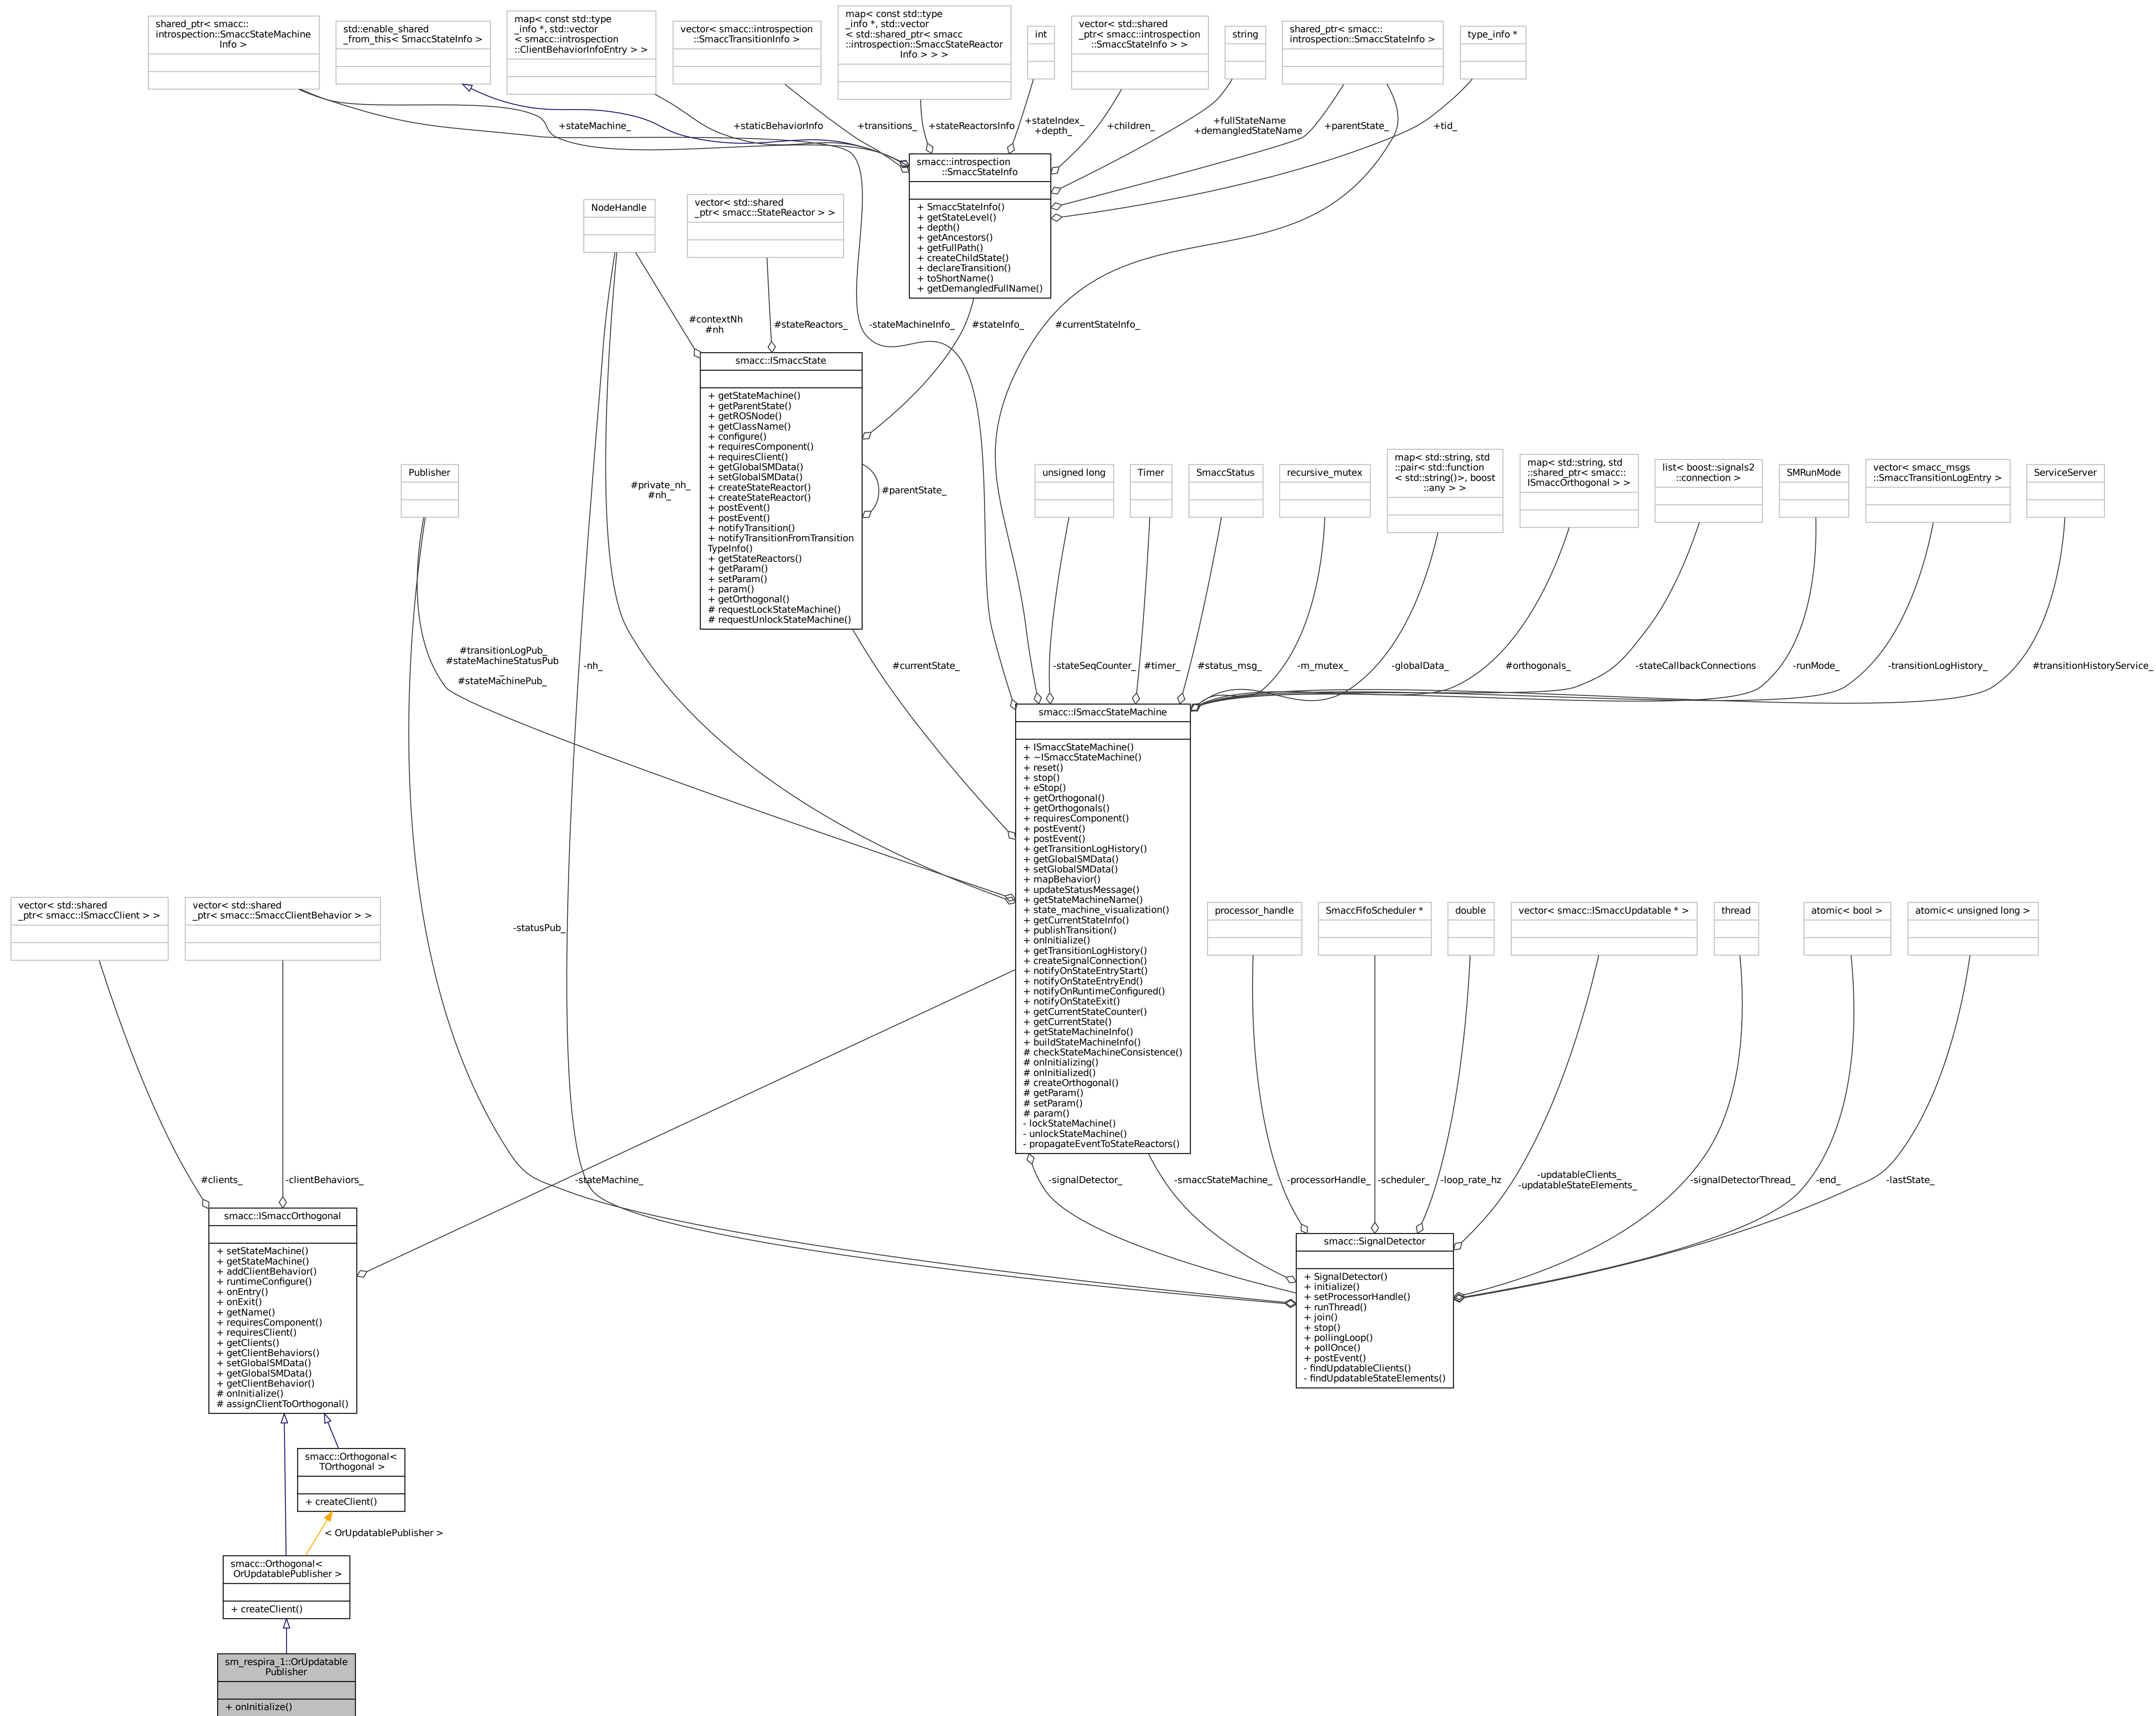 shared_ptr< smacc::
introspection::SmaccStateMachine
Info >
std::enable_shared
_from_this< SmaccStateInfo >
map< const std::type
_info *, std::vector
< smacc::introspection
::ClientBehaviorInfoEntry > >
vector< smacc::introspection
::SmaccTransitionInfo >
map< const std::type
_info *, std::vector
< std::shared_ptr< smacc
::introspection::SmaccStateReactor
Info > > >
int
vector< std::shared
_ptr< smacc::introspection
::SmaccStateInfo > >
string
shared_ptr< smacc::
introspection::SmaccStateInfo >
type_info *
+stateMachine_
+staticBehaviorInfo
+transitions_
+stateReactorsInfo
+stateIndex_
+depth_
+children_
+fullStateName
+demangledStateName
+parentState_
+tid_
smacc::introspection
::SmaccStateInfo
+ SmaccStateInfo()
+ getStateLevel()
+ depth()
+ getAncestors()
+ getFullPath()
+ createChildState()
+ declareTransition()
+ toShortName()
+ getDemangledFullName()
NodeHandle
vector< std::shared
_ptr< smacc::StateReactor > >
#contextNh
#nh
#stateReactors_
-stateMachineInfo_
#stateInfo_
#currentStateInfo_
smacc::ISmaccState
+ getStateMachine()
+ getParentState()
+ getROSNode()
+ getClassName()
+ configure()
+ requiresComponent()
+ requiresClient()
+ getGlobalSMData()
+ setGlobalSMData()
+ createStateReactor()
+ createStateReactor()
+ postEvent()
+ postEvent()
+ notifyTransition()
+ notifyTransitionFromTransition
TypeInfo()
+ getStateReactors()
+ getParam()
+ setParam()
+ param()
+ getOrthogonal()
# requestLockStateMachine()
# requestUnlockStateMachine()
#parentState_
Publisher
#private_nh_
#nh_
unsigned long
Timer
SmaccStatus
recursive_mutex
map< std::string, std
::pair< std::function
< std::string()>, boost
::any > >
map< std::string, std
::shared_ptr< smacc::
ISmaccOrthogonal > >
list< boost::signals2
::connection >
SMRunMode
vector< smacc_msgs
::SmaccTransitionLogEntry >
ServiceServer
#transitionLogPub_
#stateMachineStatusPub
_
#stateMachinePub_
-nh_
#currentState_
-stateSeqCounter_
#timer_
#status_msg_
-m_mutex_
-globalData_
#orthogonals_
-stateCallbackConnections
-runMode_
-transitionLogHistory_
#transitionHistoryService_
smacc::ISmaccStateMachine
+ ISmaccStateMachine()
+ ~ISmaccStateMachine()
+ reset()
+ stop()
+ eStop()
+ getOrthogonal()
+ getOrthogonals()
+ requiresComponent()
+ postEvent()
+ postEvent()
+ getTransitionLogHistory()
+ getGlobalSMData()
+ setGlobalSMData()
+ mapBehavior()
+ updateStatusMessage()
+ getStateMachineName()
+ state_machine_visualization()
+ getCurrentStateInfo()
+ publishTransition()
+ onInitialize()
+ getTransitionLogHistory()
+ createSignalConnection()
+ notifyOnStateEntryStart()
+ notifyOnStateEntryEnd()
+ notifyOnRuntimeConfigured()
+ notifyOnStateExit()
+ getCurrentStateCounter()
+ getCurrentState()
+ getStateMachineInfo()
+ buildStateMachineInfo()
# checkStateMachineConsistence()
# onInitializing()
# onInitialized()
# createOrthogonal()
# getParam()
# setParam()
# param()
- lockStateMachine()
- unlockStateMachine()
- propagateEventToStateReactors()
vector< std::shared
_ptr< smacc::ISmaccClient > >
vector< std::shared
_ptr< smacc::SmaccClientBehavior > >
-statusPub_
processor_handle
SmaccFifoScheduler *
double
vector< smacc::ISmaccUpdatable * >
thread
atomic< bool >
atomic< unsigned long >
#clients_
-clientBehaviors_
-stateMachine_
-signalDetector_
-smaccStateMachine_
-processorHandle_
-scheduler_
-loop_rate_hz
-updatableClients_
-updatableStateElements_
-signalDetectorThread_
-end_
-lastState_
smacc::ISmaccOrthogonal
+ setStateMachine()
+ getStateMachine()
+ addClientBehavior()
+ runtimeConfigure()
+ onEntry()
+ onExit()
+ getName()
+ requiresComponent()
+ requiresClient()
+ getClients()
+ getClientBehaviors()
+ setGlobalSMData()
+ getGlobalSMData()
+ getClientBehavior()
# onInitialize()
# assignClientToOrthogonal()
smacc::SignalDetector
+ SignalDetector()
+ initialize()
+ setProcessorHandle()
+ runThread()
+ join()
+ stop()
+ pollingLoop()
+ pollOnce()
+ postEvent()
- findUpdatableClients()
- findUpdatableStateElements()
smacc::Orthogonal<
TOrthogonal >
+ createClient()
< OrUpdatablePublisher >
smacc::Orthogonal<
OrUpdatablePublisher >
+ createClient()
sm_respira_1::OrUpdatable
Publisher
+ onInitialize()